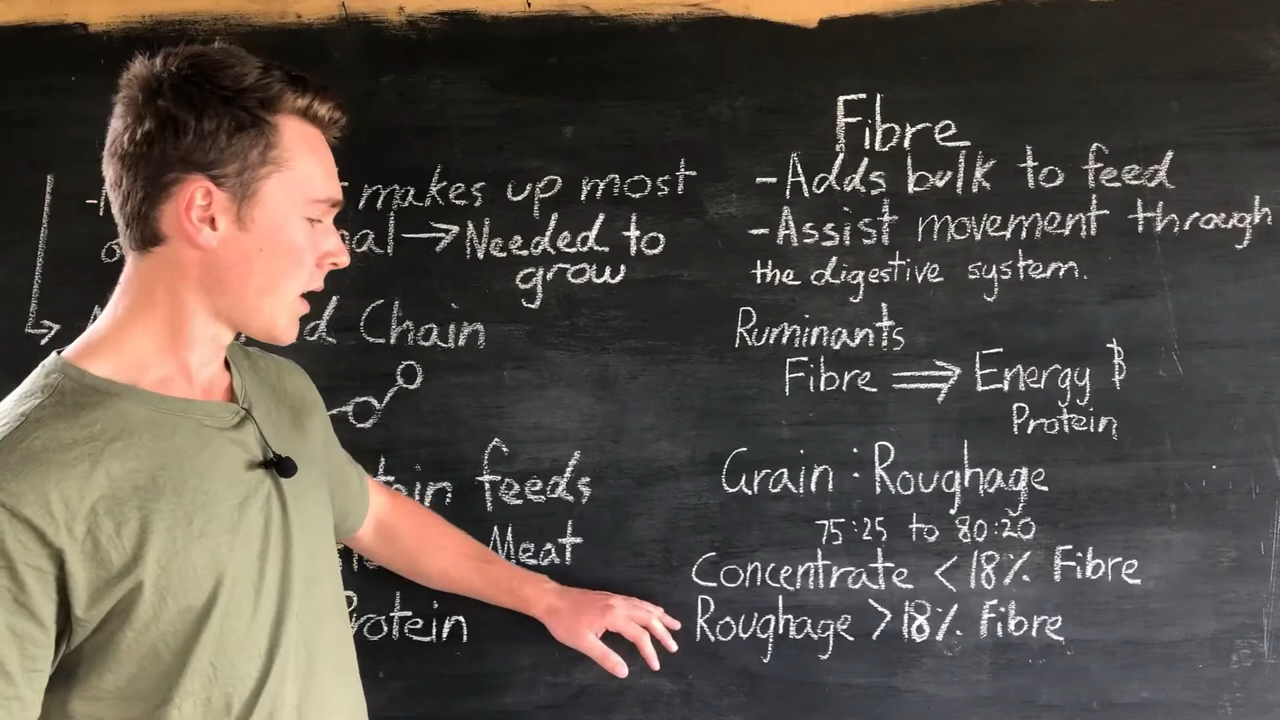 makes up most
nal → Needed to
grow
d Chain
tein feeds
Meat
Protein
Fibre
- Adds bulk to feed
- Assist movement through
the digestive system.
Ruminants
Fibre ⇒ Energy
Protein
Grain : Roughage
75:25 to 80:20
Concentrate < 18% Fibre
Roughage > 18% Fibre